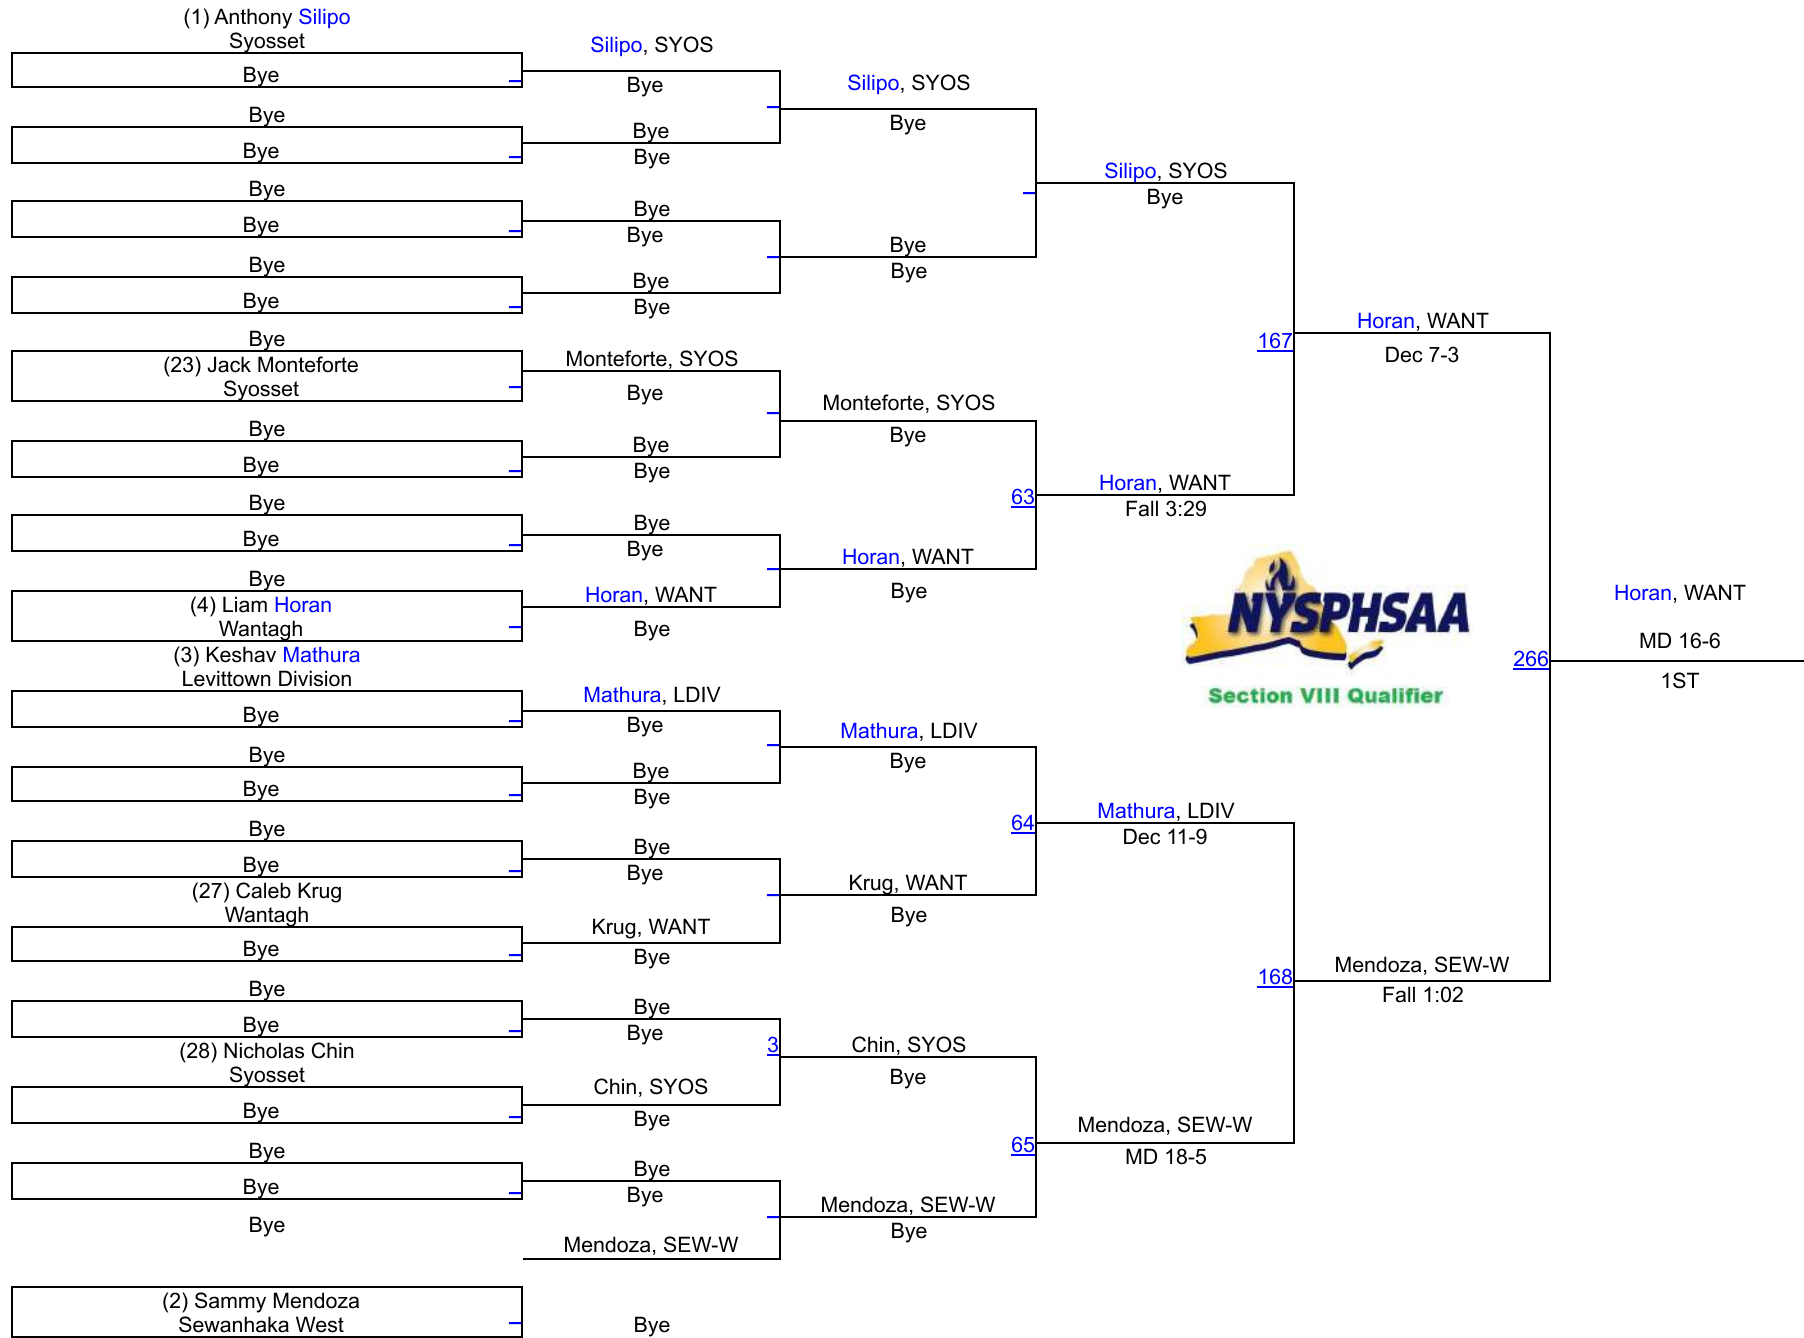 (1) Anthony Silipo
Syosset
Bye
Bye
Bye
Bye
Bye
Bye
Bye
Bye
(23) Jack Monteforte
Syosset
Bye
Bye
Bye
Bye
Bye
(4) Liam Horan
Wantagh
(3) Keshav Mathura
Levittown Division
Bye
Bye
Bye
Bye
Bye
(27) Caleb Krug
Wantagh
Bye
Bye
Bye
(28) Nicholas Chin
Syosset
Bye
Bye
Bye
Bye
(2) Sammy Mendoza
Sewanhaka West
Silipo, SYOS
Bye
Bye
Bye
Bye
Bye
Bye
Bye
Monteforte, SYOS
Bye
Bye
Bye
Bye
Bye
Horan, WANT
Bye
Mathura, LDIV
Bye
Bye
Bye
Bye
Bye
Krug, WANT
Bye
Bye
Bye
3
Chin, SYOS
Bye
Bye
Bye
Mendoza, SEW-W
Bye
Silipo, SYOS
Bye
Bye
Bye
Monteforte, SYOS
Bye
63
Horan, WANT
Bye
Mathura, LDIV
Bye
64
Krug, WANT
Bye
Chin, SYOS
Bye
65
Mendoza, SEW-W
Bye
Silipo, SYOS
Bye
167
Horan, WANT
Fall 3:29
Mathura, LDIV
Dec 11-9
168
Mendoza, SEW-W
MD 18-5
Horan, WANT
Dec 7-3
NYSPHSAA
Section VIII Qualifier
266
Mendoza, SEW-W
Fall 1:02
Horan, WANT
MD 16-6
1ST